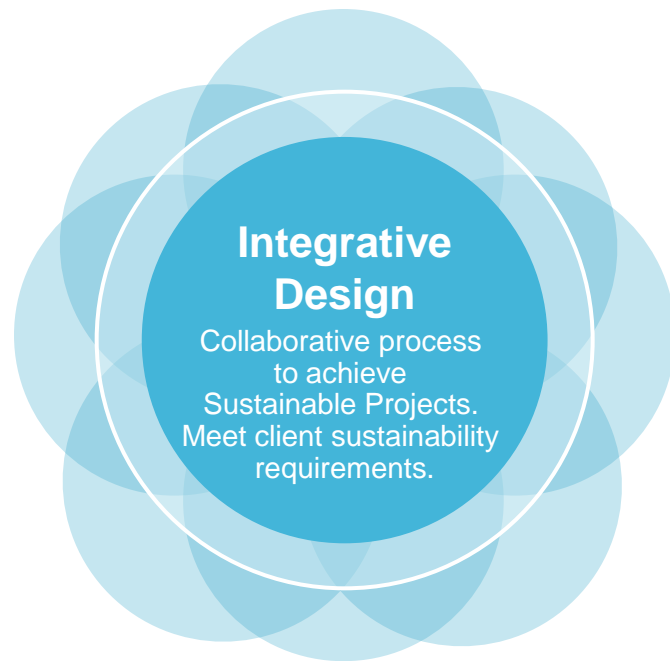 Integrative
Design
Collaborative process
to achieve
Sustainable Projects.
Meet client sustainability
requirements.